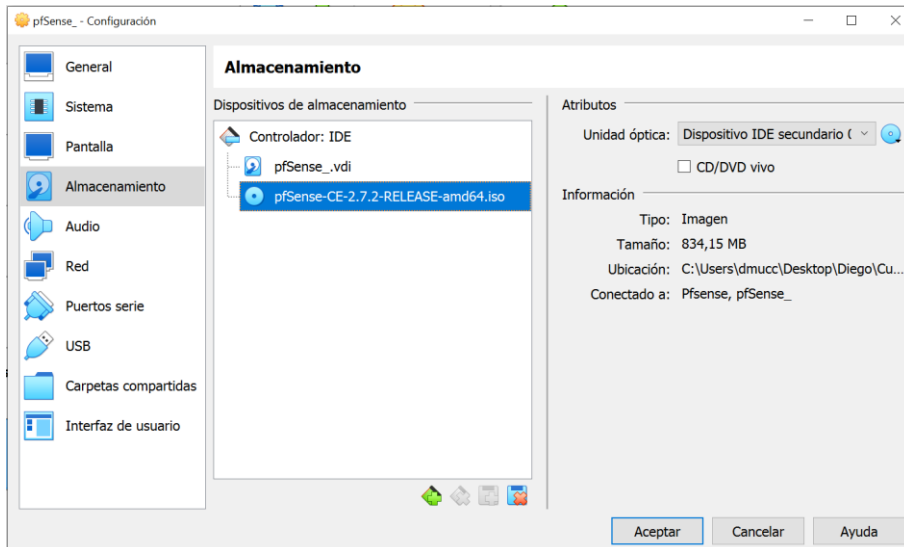 pfSense_ - Configuración
General
Sistema
Pantalla
Almacenamiento
Audio
Red
Puertos serie
USB
Carpetas compartidas
Interfaz de usuario
Almacenamiento
Dispositivos de almacenamiento
Controlador: IDE
pfSense_.vdi
pfSense-CE-2.7.2-RELEASE-amd64.iso
Atributos
Unidad óptica: Dispositivo IDE secundario (
CD/DVD vivo
Información
Tipo: Imagen
Tamaño: 834,15 MB
Ubicación: C:\Users\dmucc\Desktop\Diego\Cu...
Conectado a: Pfsense, pfSense_
Aceptar
Cancelar
Ayuda